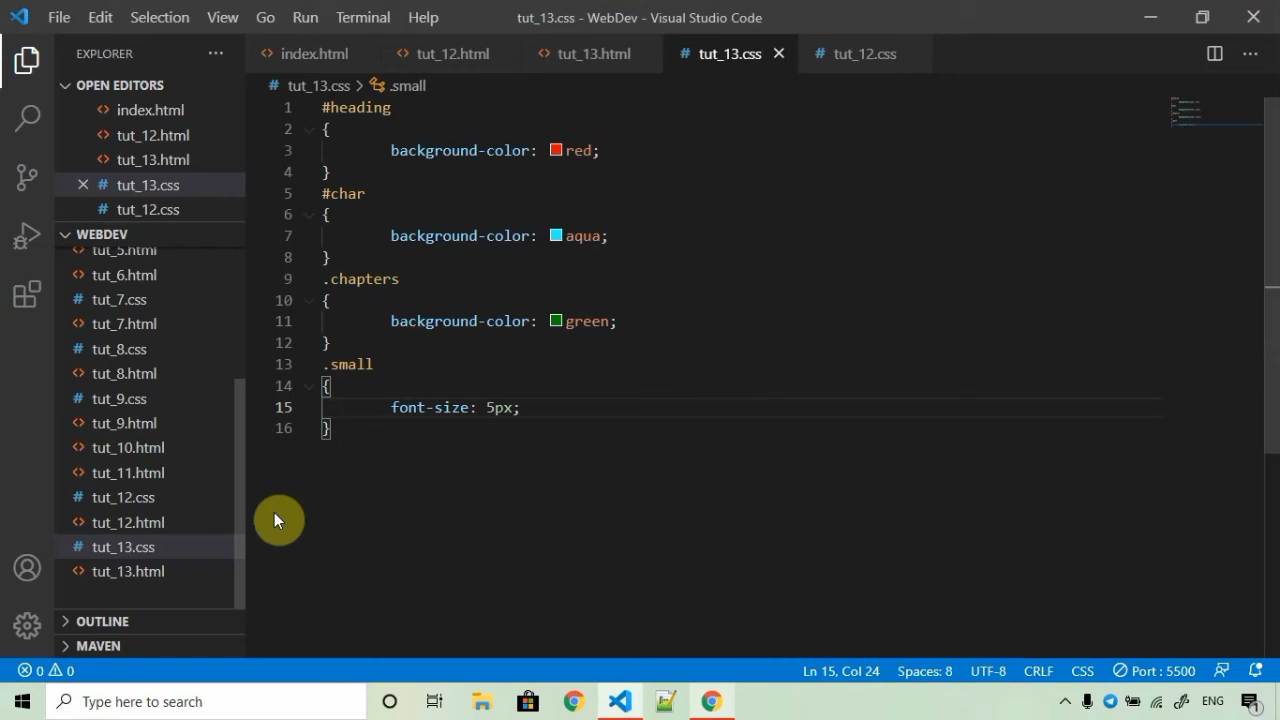 File Edit Selection View Go Run Terminal Help tut_13.css - WebDev - Visual Studio Code
EXPLORER ···
OPEN EDITORS
index.html
tut_12.html
tut_13.html
tut_13.css
tut_12.css
WEBDEV
tut_5.html
tut_6.html
tut_7.css
tut_7.html
tut_8.css
tut_8.html
tut_9.css
tut_9.html
tut_10.html
tut_11.html
tut_12.css
tut_12.html
tut_13.css
tut_13.html
OUTLINE
MAVEN
index.html tut_12.html tut_13.html tut_13.css tut_12.css
tut_13.css > .small
1 #heading
2 {
3 background-color: red;
4 }
5 #char
6 {
7 background-color: aqua;
8 }
9 .chapters
10 {
11 background-color: green;
12 }
13 .small
14 {
15 font-size: 5px;
16 }
0 0 Ln 15, Col 24 Spaces: 8 UTF-8 CRLF CSS Port : 5500
Type here to search ENG 1